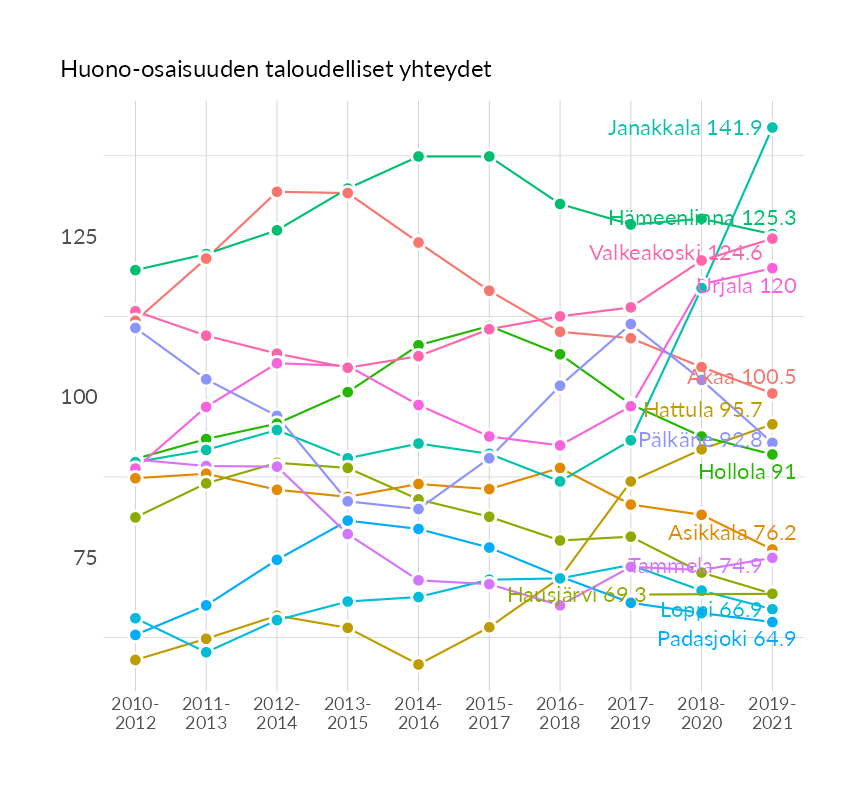 Huono-osaisuuden taloudelliset yhteydet
Janakkala 141.9
Hämeenlinna 125.3
125
Valkeakoski 124.6
Urjala 120
Akaa 100.5
100
Hattula 95.7
Pälkäne 92.8
Hollola 91
Asikkala 76.2
75
Tammela 74.9
Hausjärvi 69.3
Loppi 66.9
Padasjoki 64.9
2010- 2011- 2012- 2013- 2014- 2015- 2016- 2017- 2018- 2019-
2012 2013 2014 2015 2016 2017 2018 2019 2020 2021